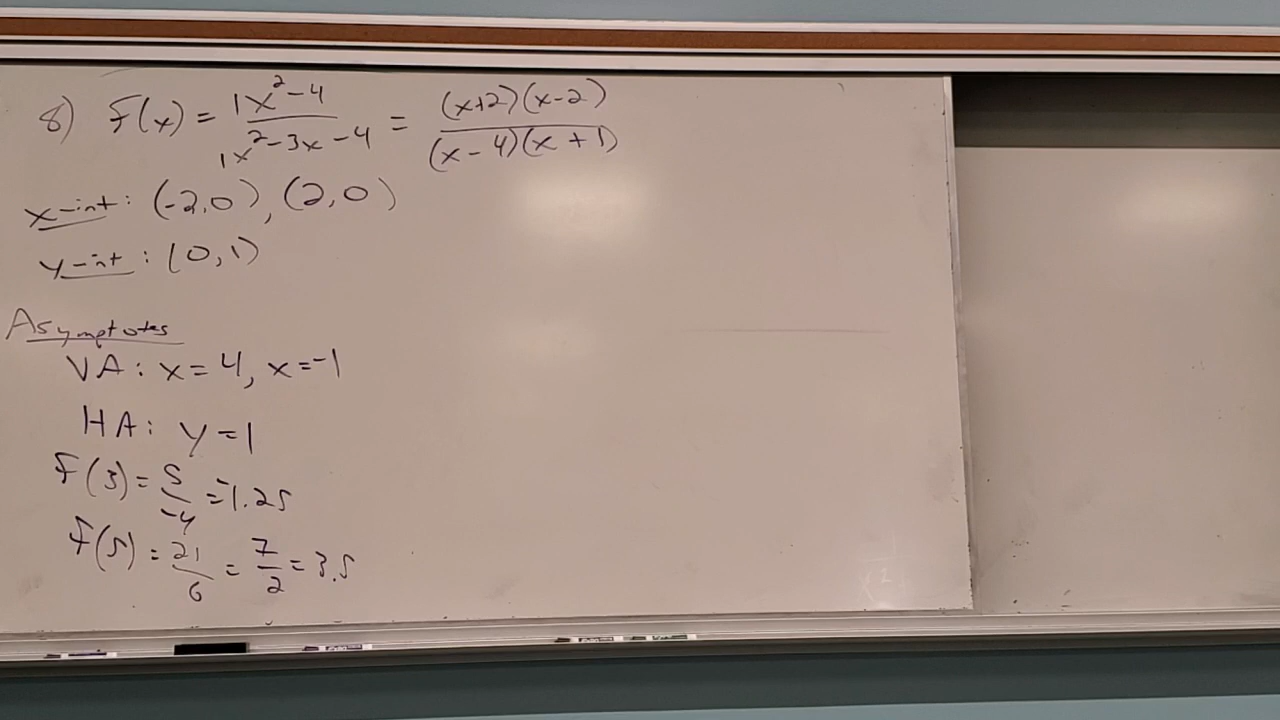 8) F(x) = 1x²-4 / 1x²-3x-4 = (x+2)(x-2) / (x-4)(x+1)
x-int: (-2,0), (2,0)
y-int: (0,1)
Asymptotes
VA: x=4, x=-1
HA: y=1
F(3) = 5/-4 = -1.25
F(5) = 21/6 = 7/2 = 3.5